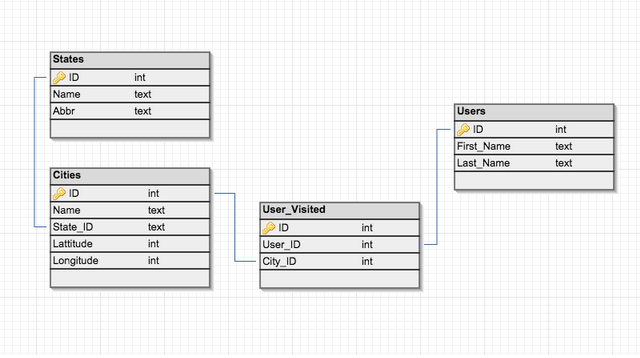 States
ID int
Name text
Abbr text
Cities
ID int
Name text
State_ID text
Lattitude int
Longitude int
User_Visited
ID int
User_ID int
City_ID int
Users
ID int
First_Name text
Last_Name text